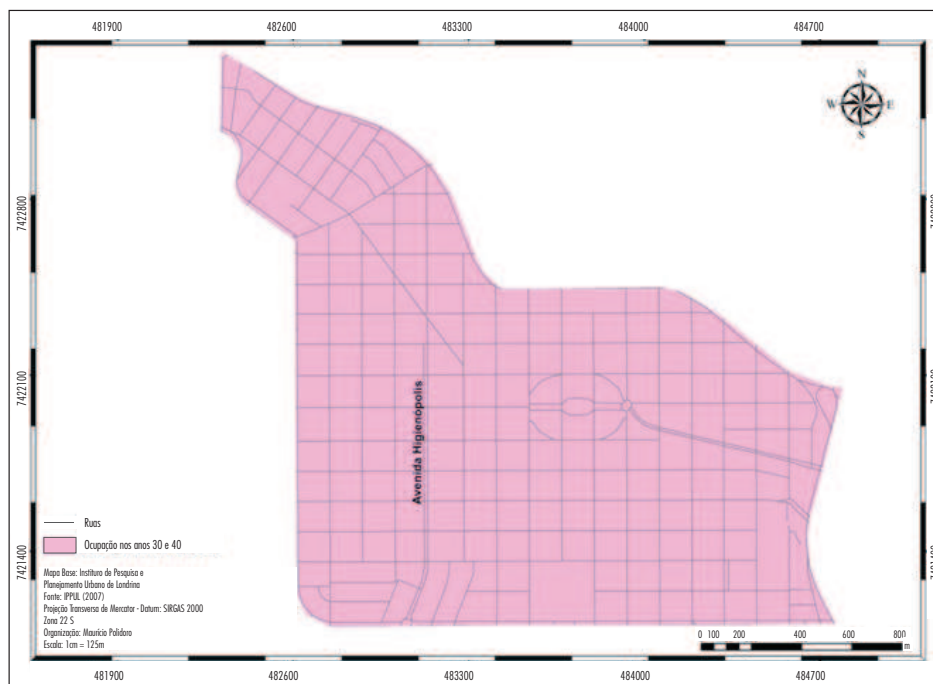 481900 482600 483300 484000 484700
N
W E
S
7422800
7422100
7421400
Avenida Higienópolis
Ruas
Ocupação nos anos 30 e 40
Mapa Base: Instituro de Pesquisa e
Planejamento Urbano de Londrina
Fonte: IPPUL (2007)
Projeção Transversa de Mercator - Datum: SIRGAS 2000
Zona 22 S
Organização: Maurício Polidoro
Escala: 1cm = 125m
0 100 200 400 600 800
m
481900 482600 483300 484000 484700